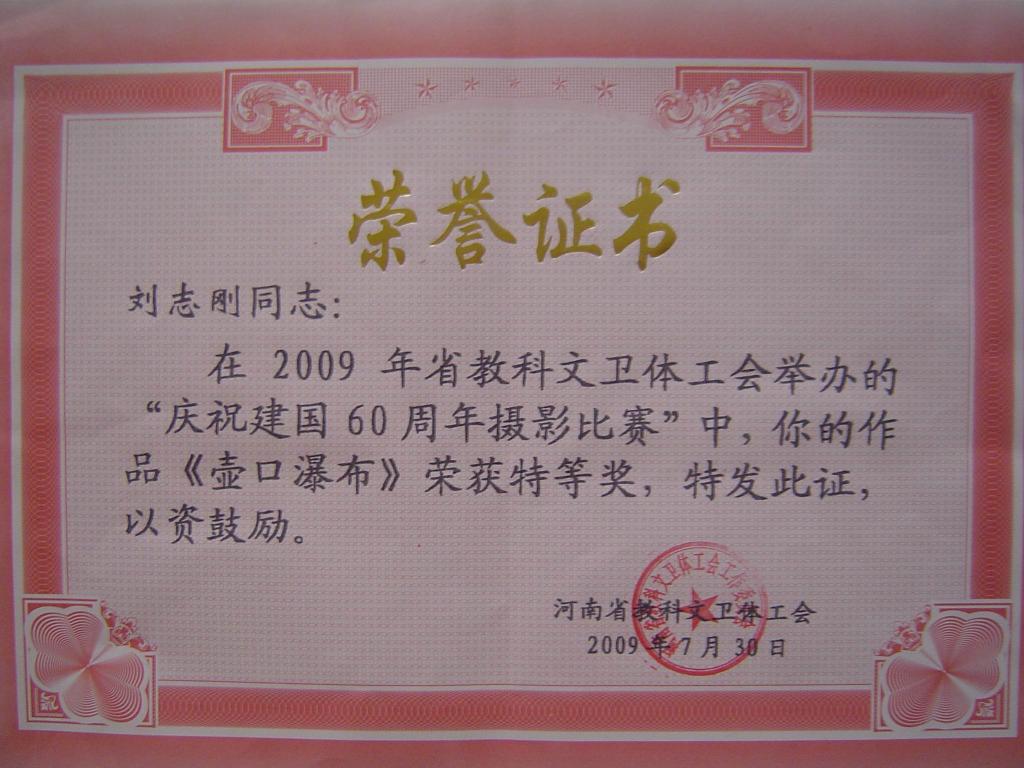 荣誉证书
刘志刚同志：
在 2009 年省教科文卫体工会举办的
“庆祝建国 60 周年摄影比赛”中，你的作
品《壶口瀑布》荣获特等奖，特发此证，
以资鼓励。
河南省教科文卫体工会
2009 年 7 月 30 日